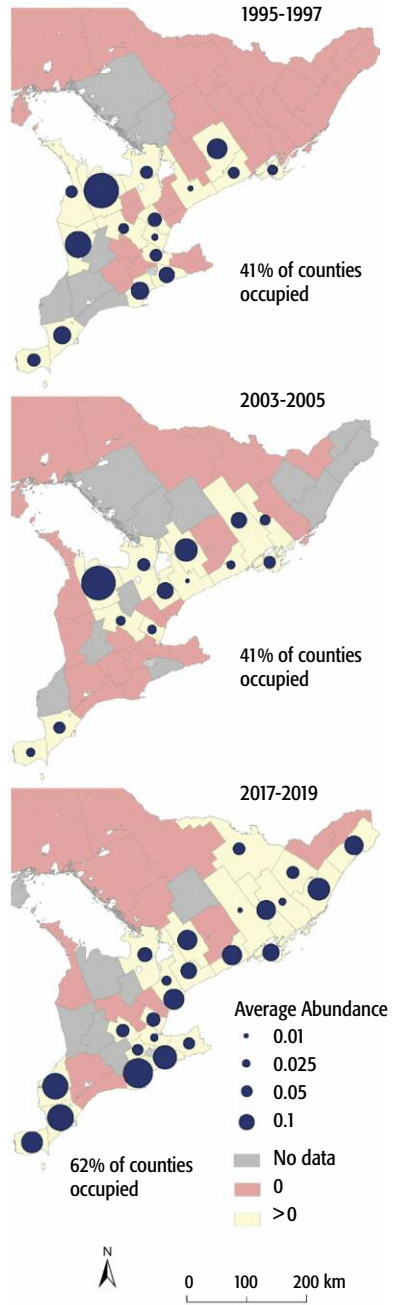 1995-1997
41% of counties
occupied
2003-2005
41% of counties
occupied
2017-2019
Average Abundance
0.01
0.025
0.05
0.1
No data
0
>0
62% of counties
occupied
N
0 100 200 km